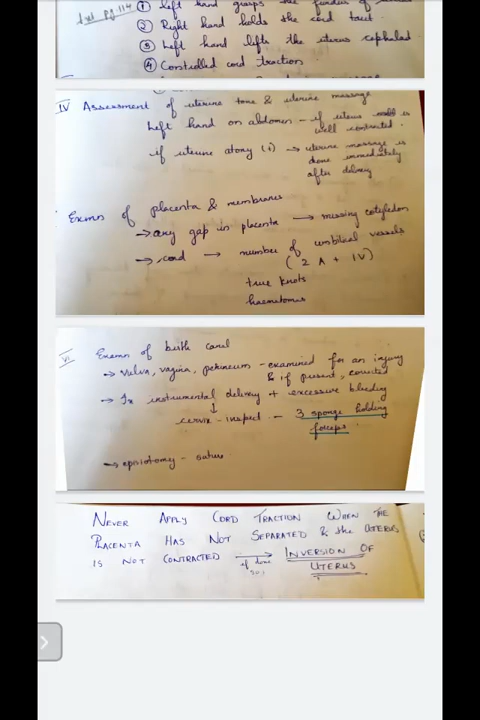 Left hand grasps the fundus of
② Right hand holds the cord taut
③ Left hand lifts the uterus cephalad
④ Controlled cord traction
IV Assessment of uterine tone & uterine massage
Left hand on abdomen - if uterus is
well contracted.
if uterine atony (+) → uterine massage is
done immediately
after delivery
Examn of placenta & membranes
→ any gap in placenta → missing cotyledon
→ cord → number of umbilical vessels
(2 A + 1V)
true knots
haematomas
VI Examn of birth canal
→ Vulva, vagina, perineum - examined for an injury
& if present, corrected
→ Ix instrumental delivery + excessive bleeding
↓
cervix - inspect - 3 sponge holding
forceps
→ episiotomy - suture
NEVER APPLY CORD TRACTION WHEN THE
PLACENTA HAS NOT SEPARATED & the UTERUS
IS NOT CONTRACTED → INVERSION OF
if done
UTERUS